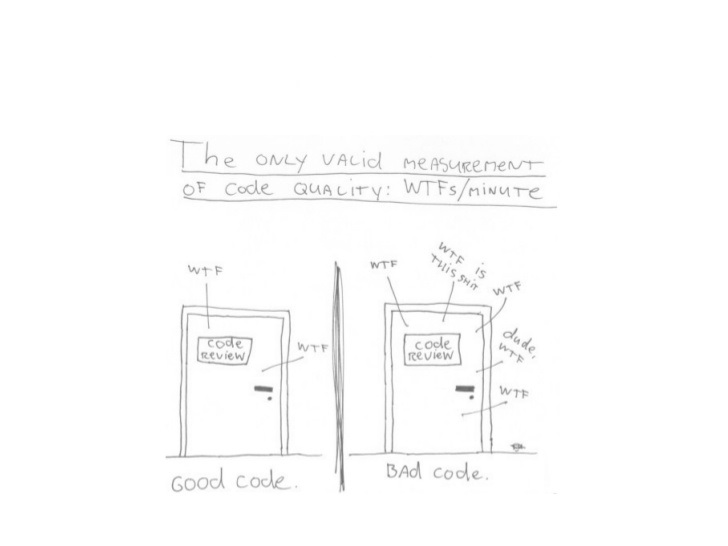 The ONLY VALid MEASUREMENT
OF Code QUALITY: WTFs/MINUTE
WTF
Code
REVIEW
WTF
Good Code.
WTF
WTF is
THIS SHIT
WTF
dude,
WTF
Code
REVIEW
WTF
BAd Code.